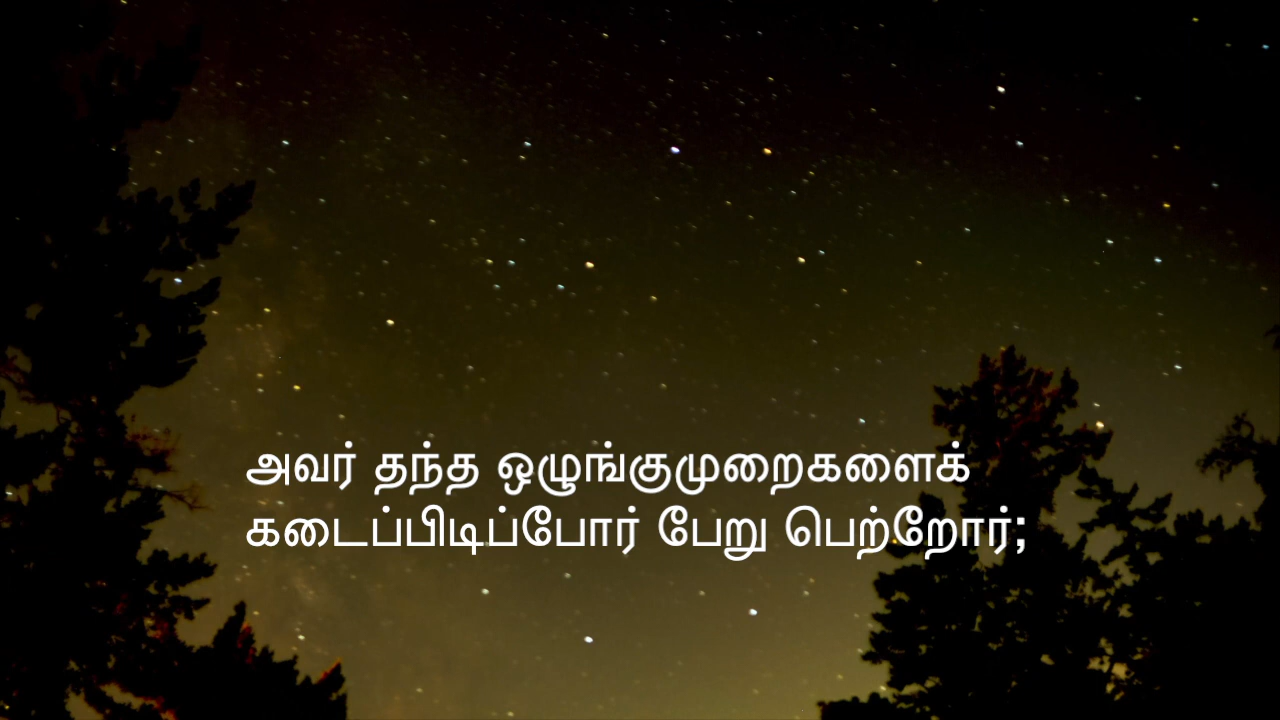 அவர் தந்த ஒழுங்குமுறைகளைக்
கடைப்பிடிப்போர் பேறு பெற்றோர்;